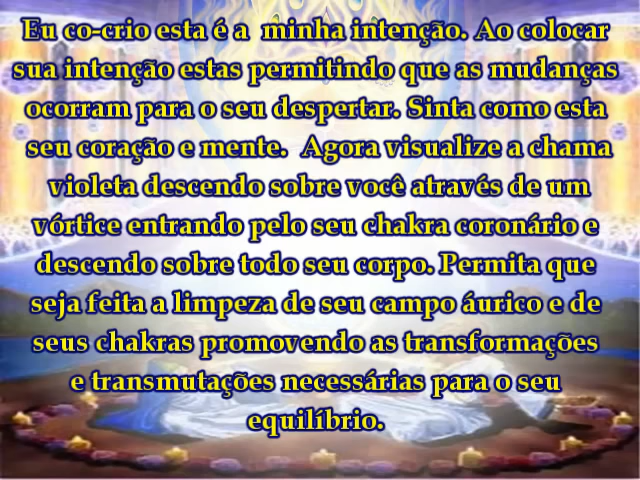 Eu co-crio esta é a minha intenção. Ao colocar
sua intenção estas permitindo que as mudanças
ocorram para o seu despertar. Sinta como esta
seu coração e mente. Agora visualize a chama
violeta descendo sobre você através de um
vórtice entrando pelo seu chakra coronário e
descendo sobre todo seu corpo. Permita que
seja feita a limpeza de seu campo áurico e de
seus chakras promovendo as transformações
e transmutações necessárias para o seu
equilíbrio.